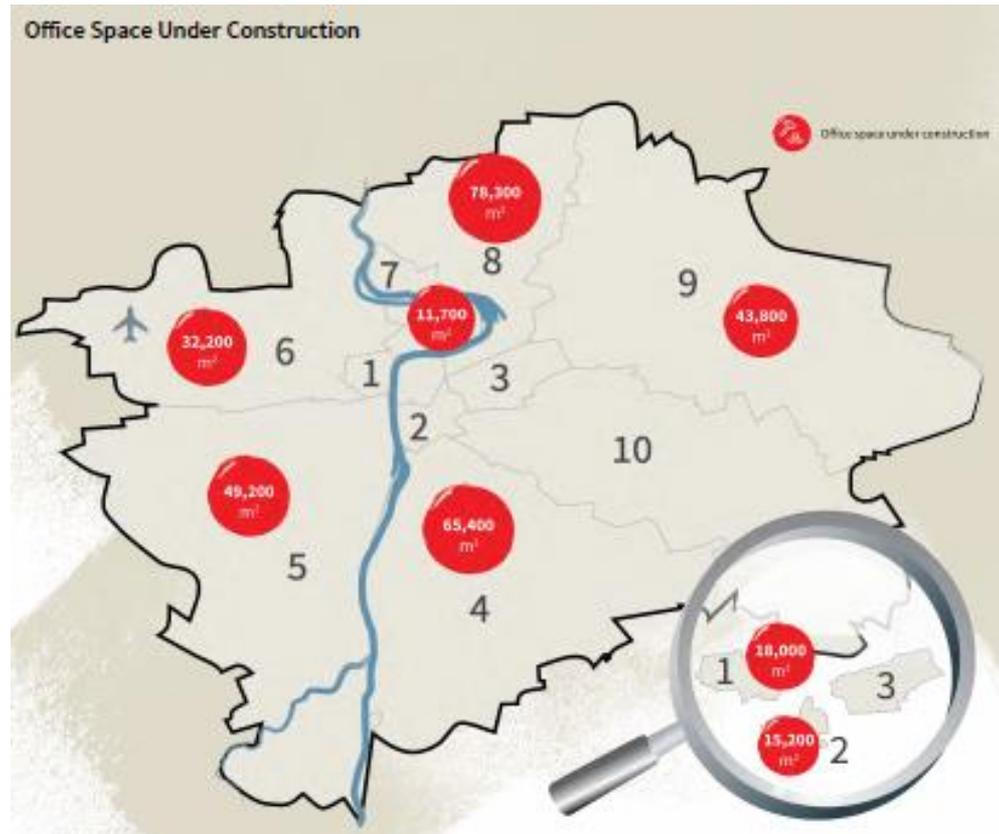 Office Space Under Construction
Office space under construction
78,300
m²
8
7
9
11,700
m²
43,800
m²
32,200
m²
6
1
3
2
10
49,200
m²
65,400
m²
5
4
18,000
m²
1
3
15,200
m²
2